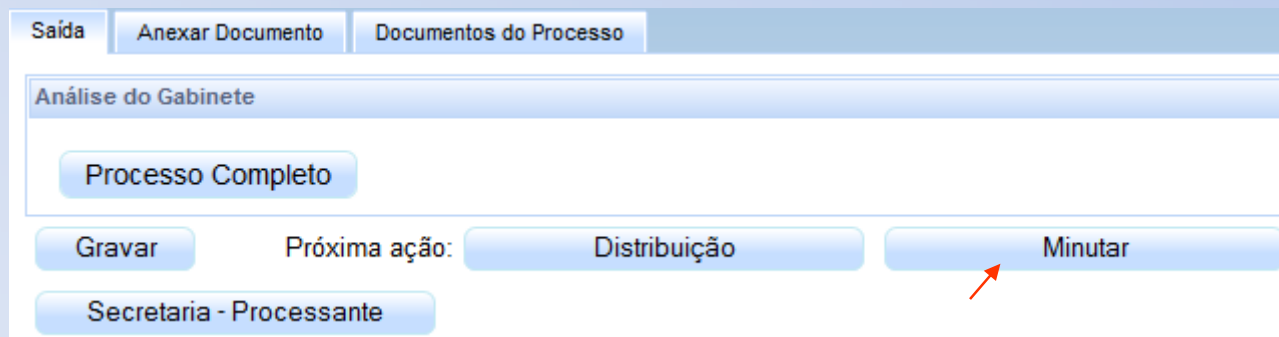 Saída Anexar Documento Documentos do Processo
Análise do Gabinete
Processo Completo
Gravar Próxima ação: Distribuição Minutar
Secretaria - Processante